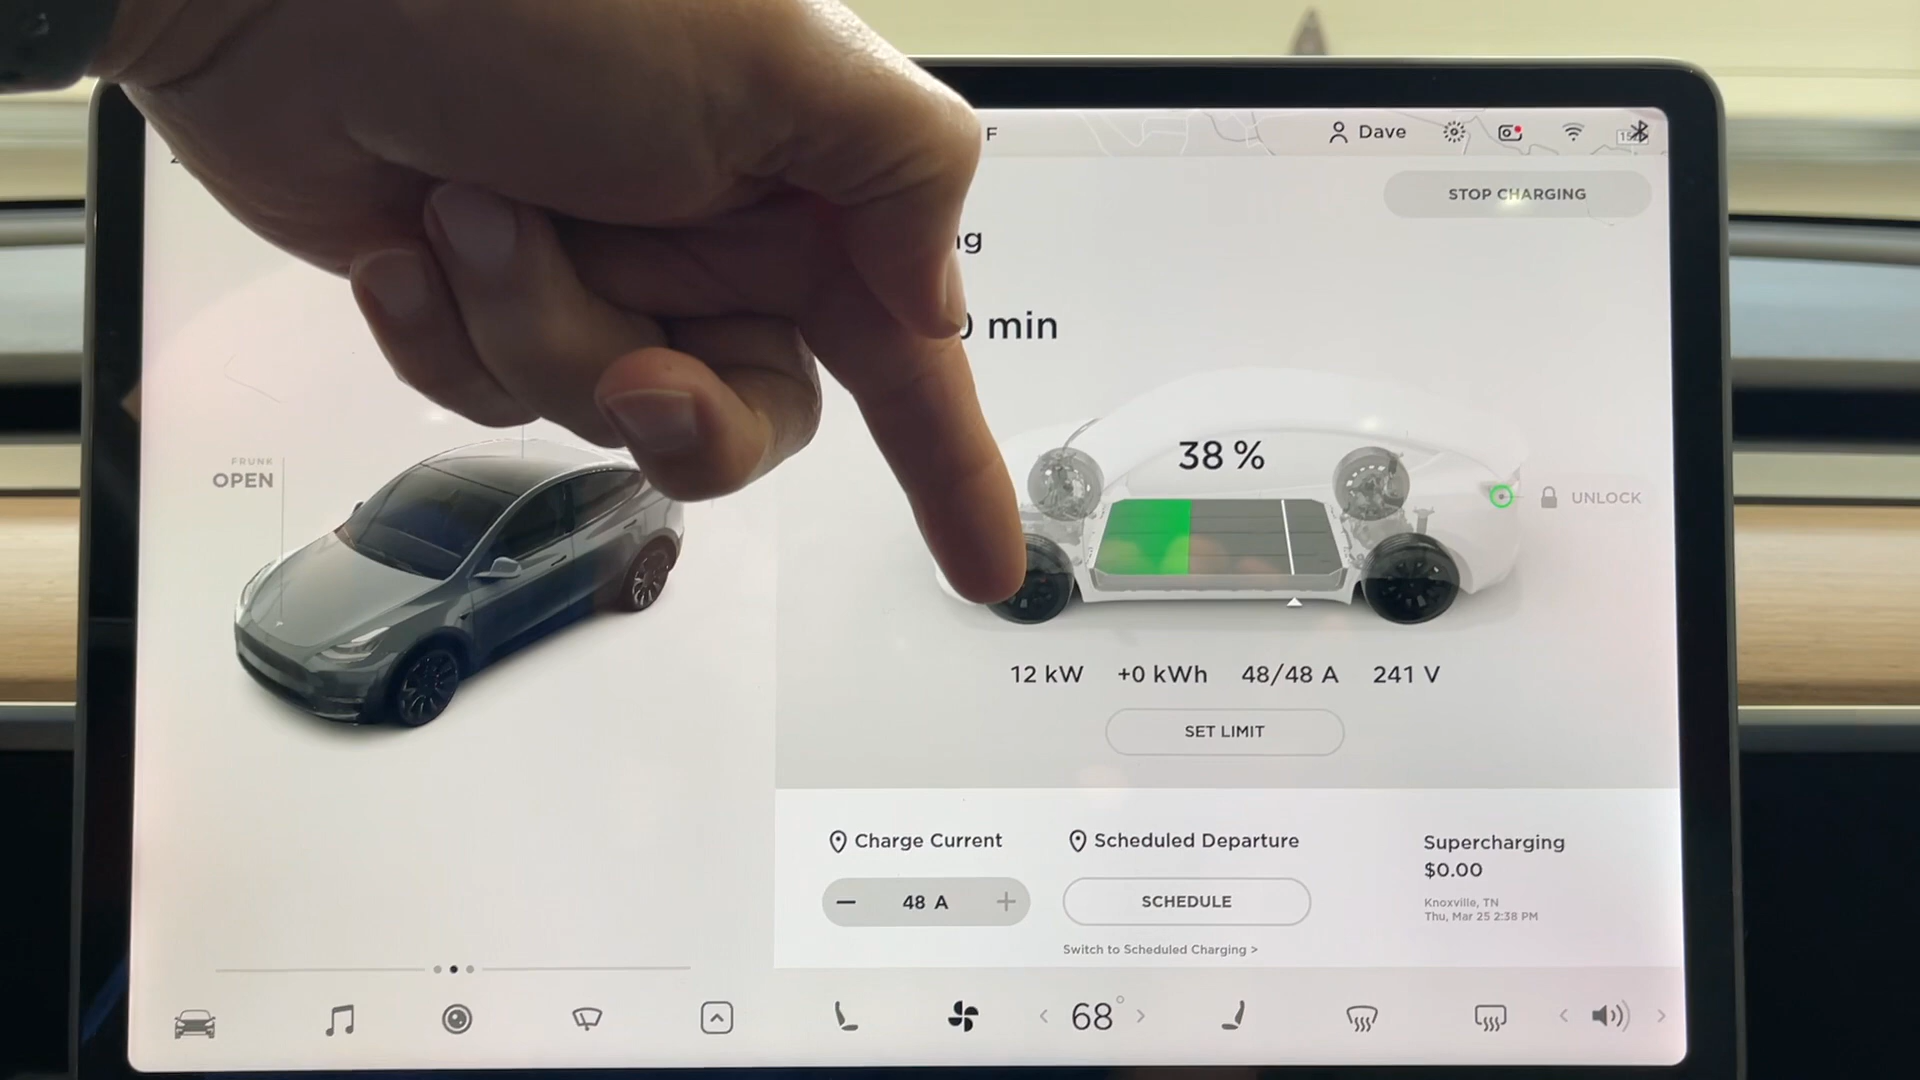 F
Dave
STOP CHARGING
min
FRUNK
OPEN
38 %
UNLOCK
12 kW +0 kWh 48/48 A 241 V
SET LIMIT
Charge Current
Scheduled Departure
Supercharging
$0.00
− 48 A +
SCHEDULE
Knoxville, TN
Thu, Mar 25 2:38 PM
Switch to Scheduled Charging >
< 68° >